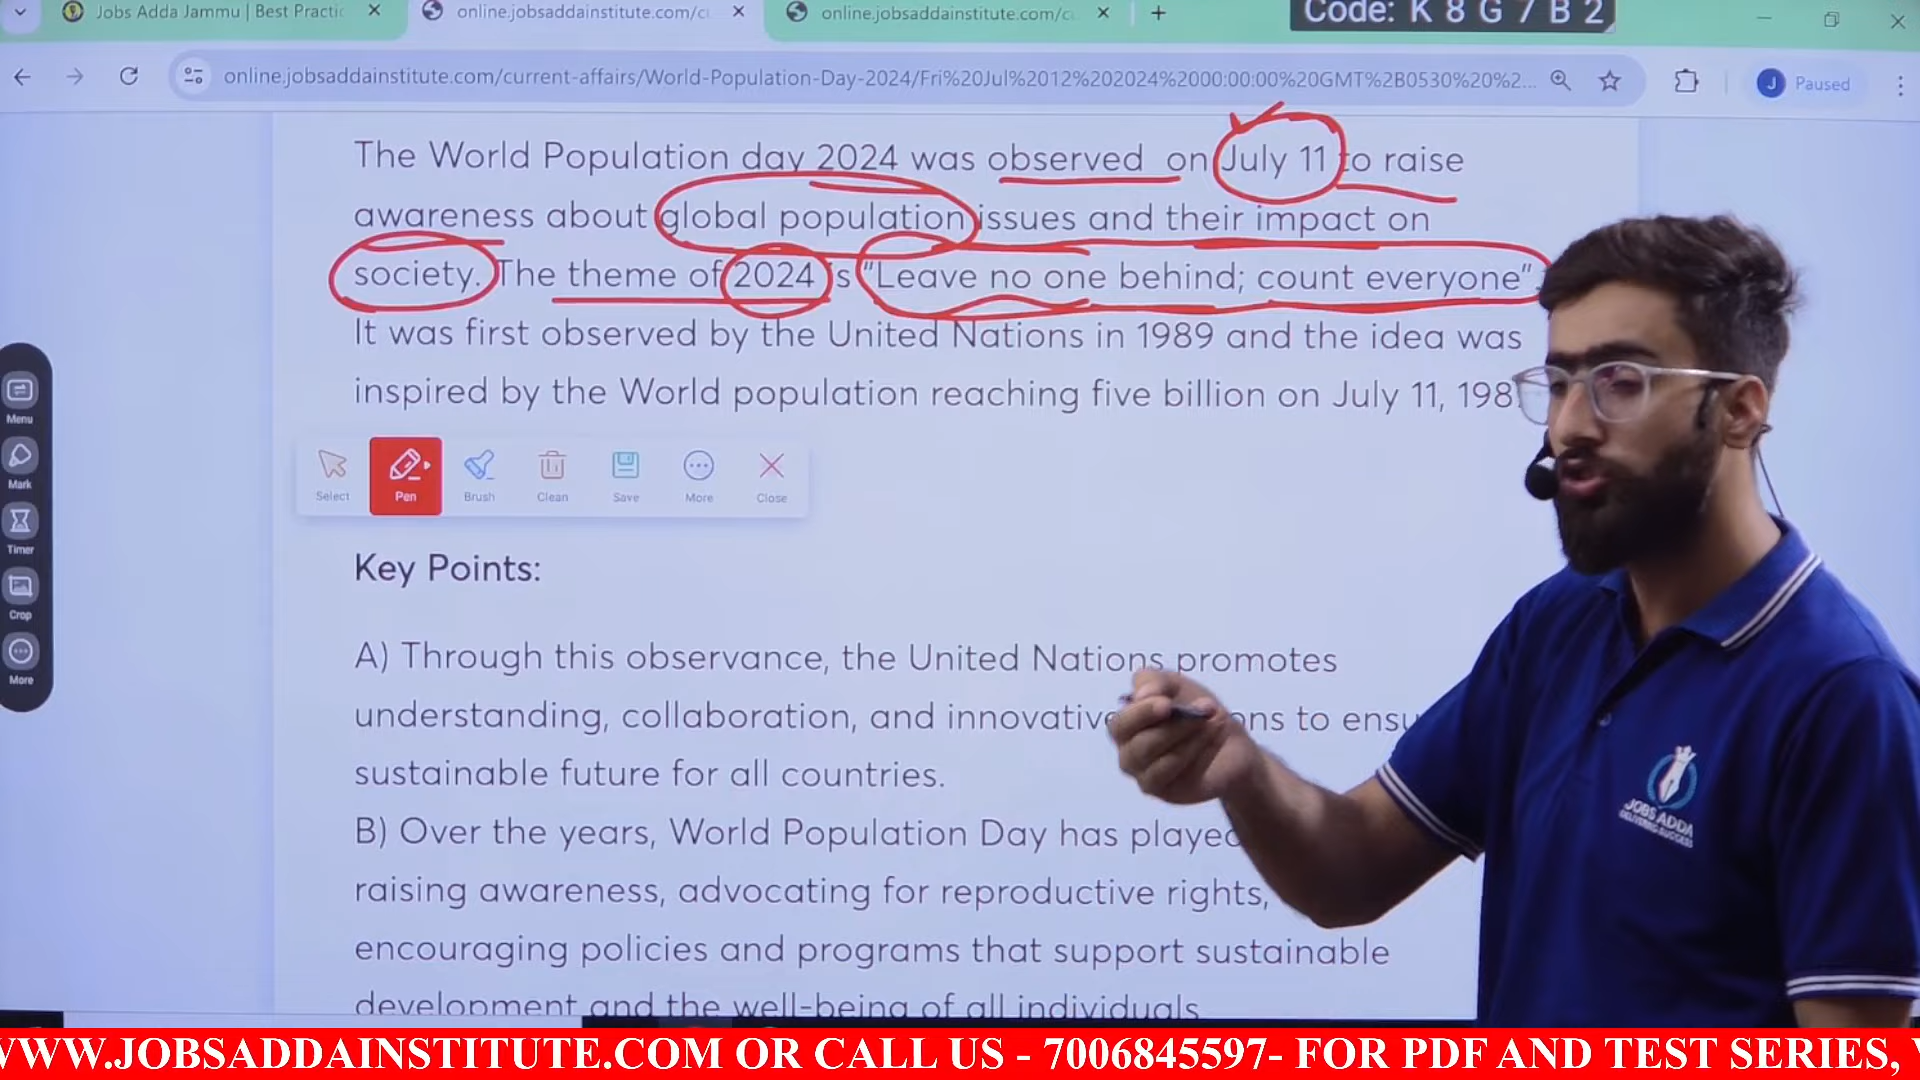 Jobs Adda Jammu | Best Practic
online.jobsaddainstitute.com/c
online.jobsaddainstitute.com/c
Code: K 8 G 7 B 2
online.jobsaddainstitute.com/current-affairs/World-Population-Day-2024/Fri%20Jul%2012%202024%2000:00:00%20GMT%2B0530%20%2...
J Paused
The World Population day 2024 was observed on July 11 to raise
awareness about global population issues and their impact on
society. The theme of 2024 is "Leave no one behind; count everyone".
It was first observed by the United Nations in 1989 and the idea was
inspired by the World population reaching five billion on July 11, 198
Menu
Mark
Timer
Crop
More
Select Pen Brush Clean Save More Close
Key Points:
A) Through this observance, the United Nations promotes
understanding, collaboration, and innovative ons to ensu
sustainable future for all countries.
B) Over the years, World Population Day has played
raising awareness, advocating for reproductive rights,
encouraging policies and programs that support sustainable
development and the well-being of all individuals
JOBS ADDA
DELIVERING SUCCESS
WWW.JOBSADDAINSTITUTE.COM OR CALL US - 7006845597- FOR PDF AND TEST SERIES,